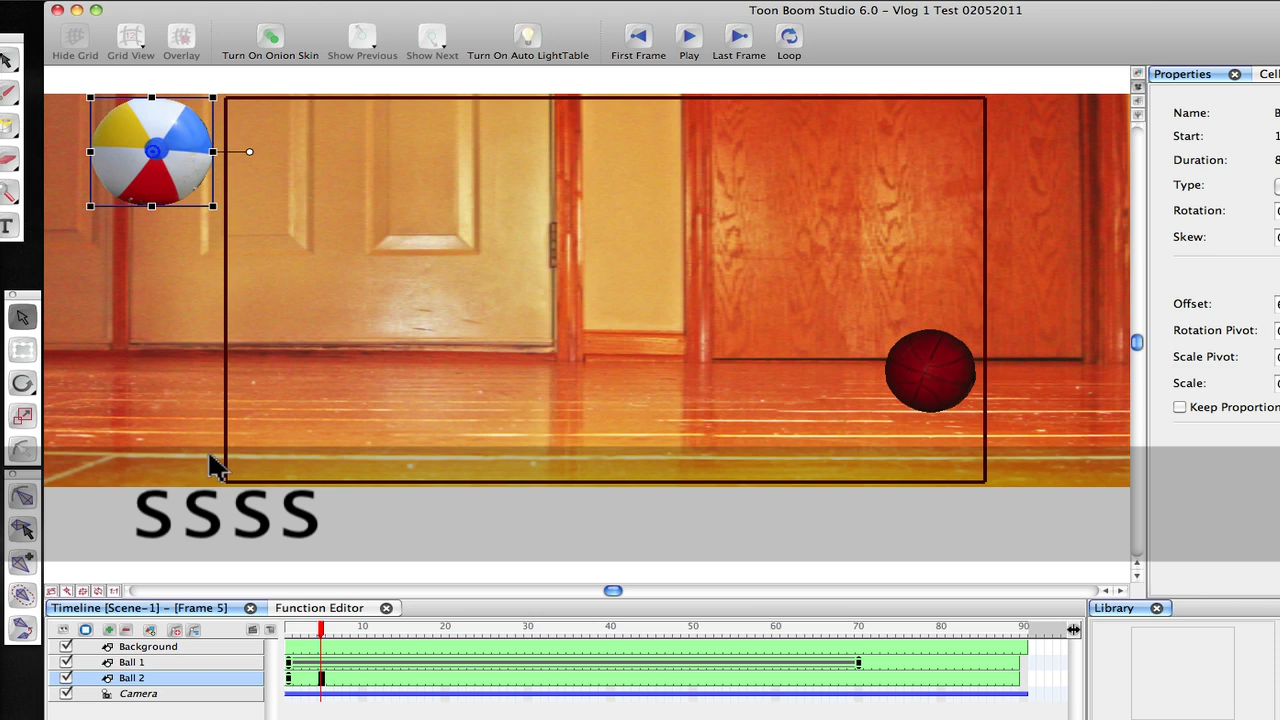 Toon Boom Studio 6.0 - Vlog 1 Test 02052011
Hide Grid Grid View Overlay Turn On Onion Skin Show Previous Show Next Turn On Auto LightTable First Frame Play Last Frame Loop
Properties Cel
Name: B
Start: 1
Duration: 8
Type:
Rotation:
Skew:
Offset:
Rotation Pivot:
Scale Pivot:
Scale:
Keep Proportion
T
SSSS
Timeline [Scene-1] - [Frame 5] Function Editor Library
10 20 30 40 50 60 70 80 90
Background
Ball 1
Ball 2
Camera